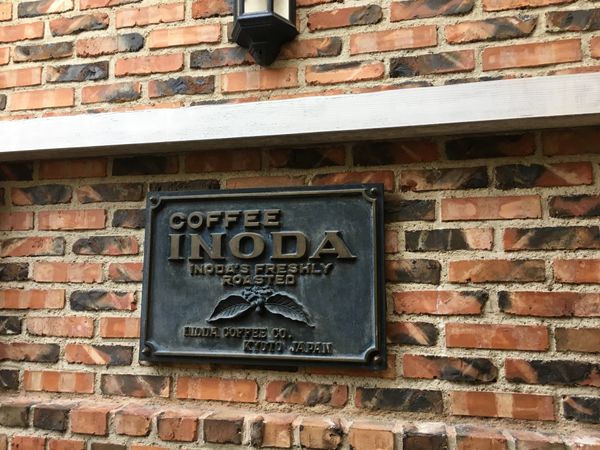 COFFEE
INODA
INODA'S FRESHLY
ROASTED
INODA COFFEE CO.
KYOTO JAPAN